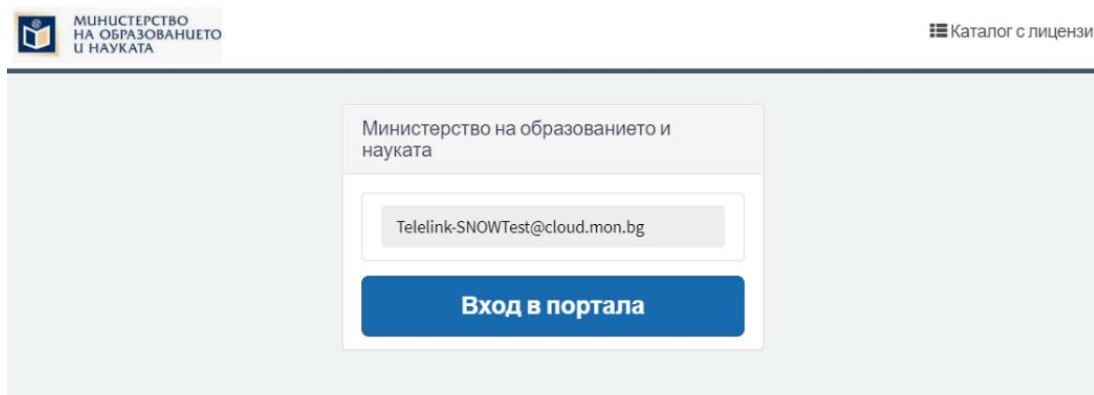 МИНИСТЕРСТВО
НА ОБРАЗОВАНИЕТО
И НАУКАТА
Каталог с лицензи
Министерство на образованието и
науката
Telelink-SNOWTest@cloud.mon.bg
Вход в портала